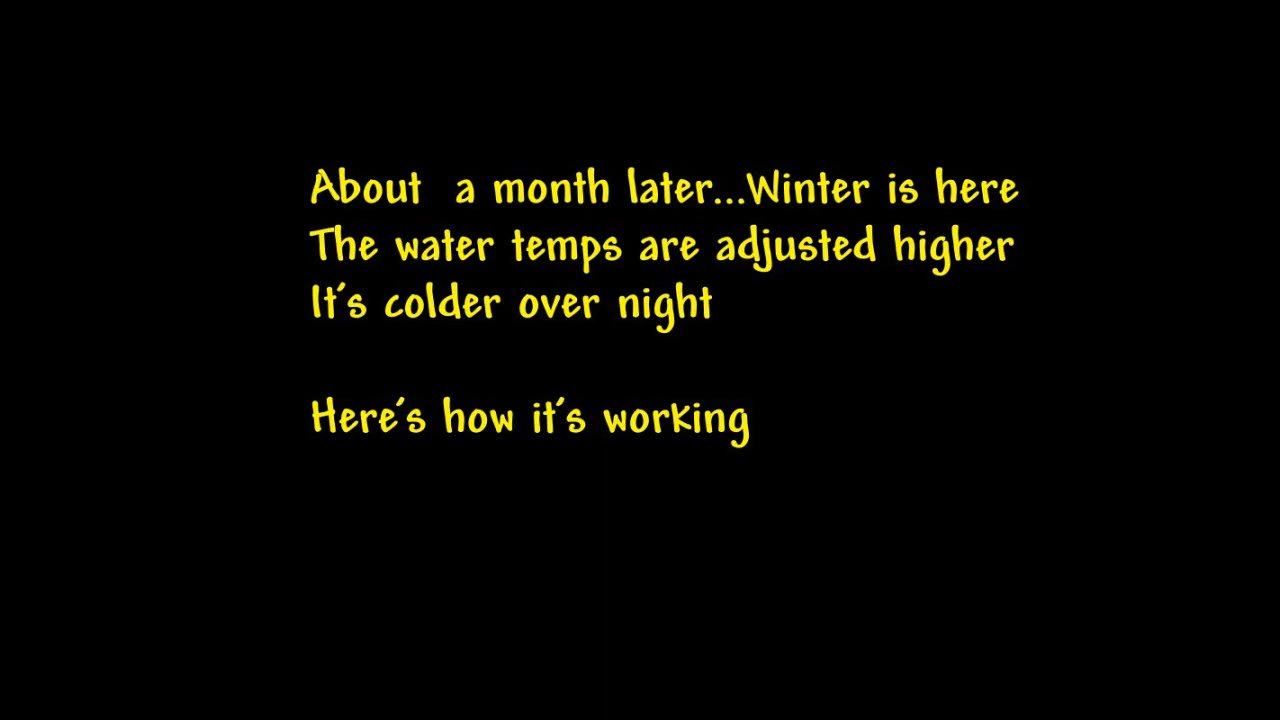 About  a month later...Winter is here
The water temps are adjusted higher
It's colder over night
Here's how it's working